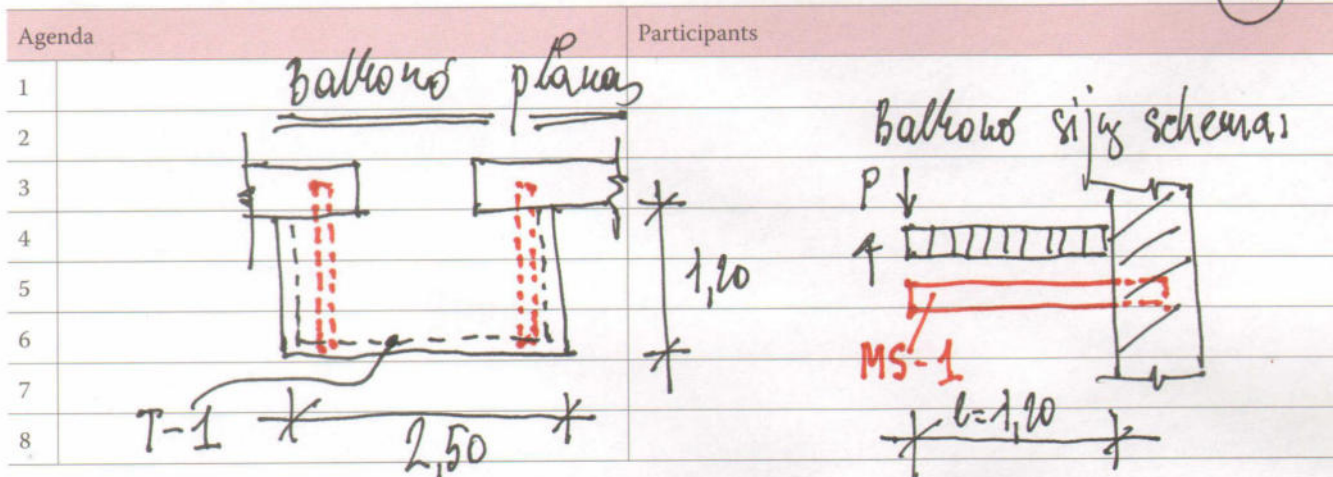 Agenda
Participants
1
2
3
4
5
6
7
8
Balkono planas
1,20
T-1
2,50
Balkono sijų schema
P
q
MS-1
l=1,20